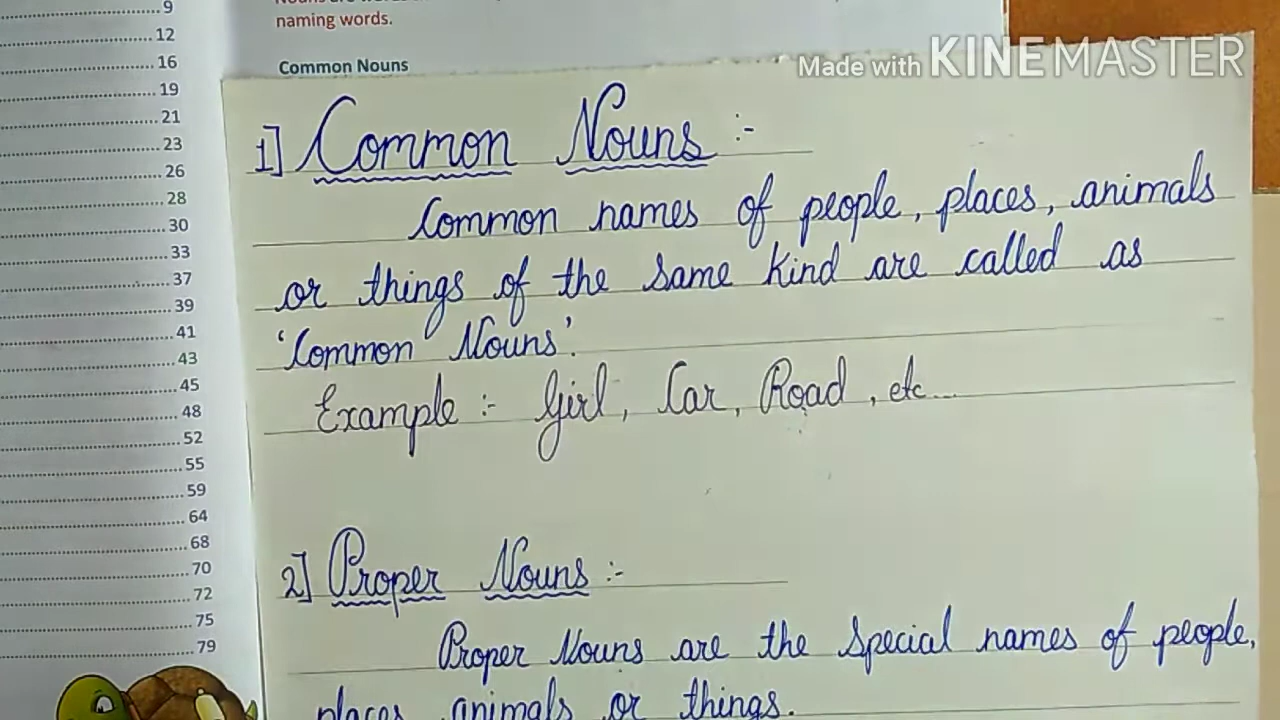 9
12
16
19
21
23
26
28
30
33
37
39
41
43
45
48
52
55
59
64
68
70
72
75
79
naming words.
Common Nouns
Made with KINEMASTER
1] Common Nouns :-
Common names of people, places, animals
or things of the same kind are called as
'Common Nouns'.
Example :- Girl, Car, Road, etc...
2] Proper Nouns :-
Proper Nouns are the special names of people,
places, animals or things.